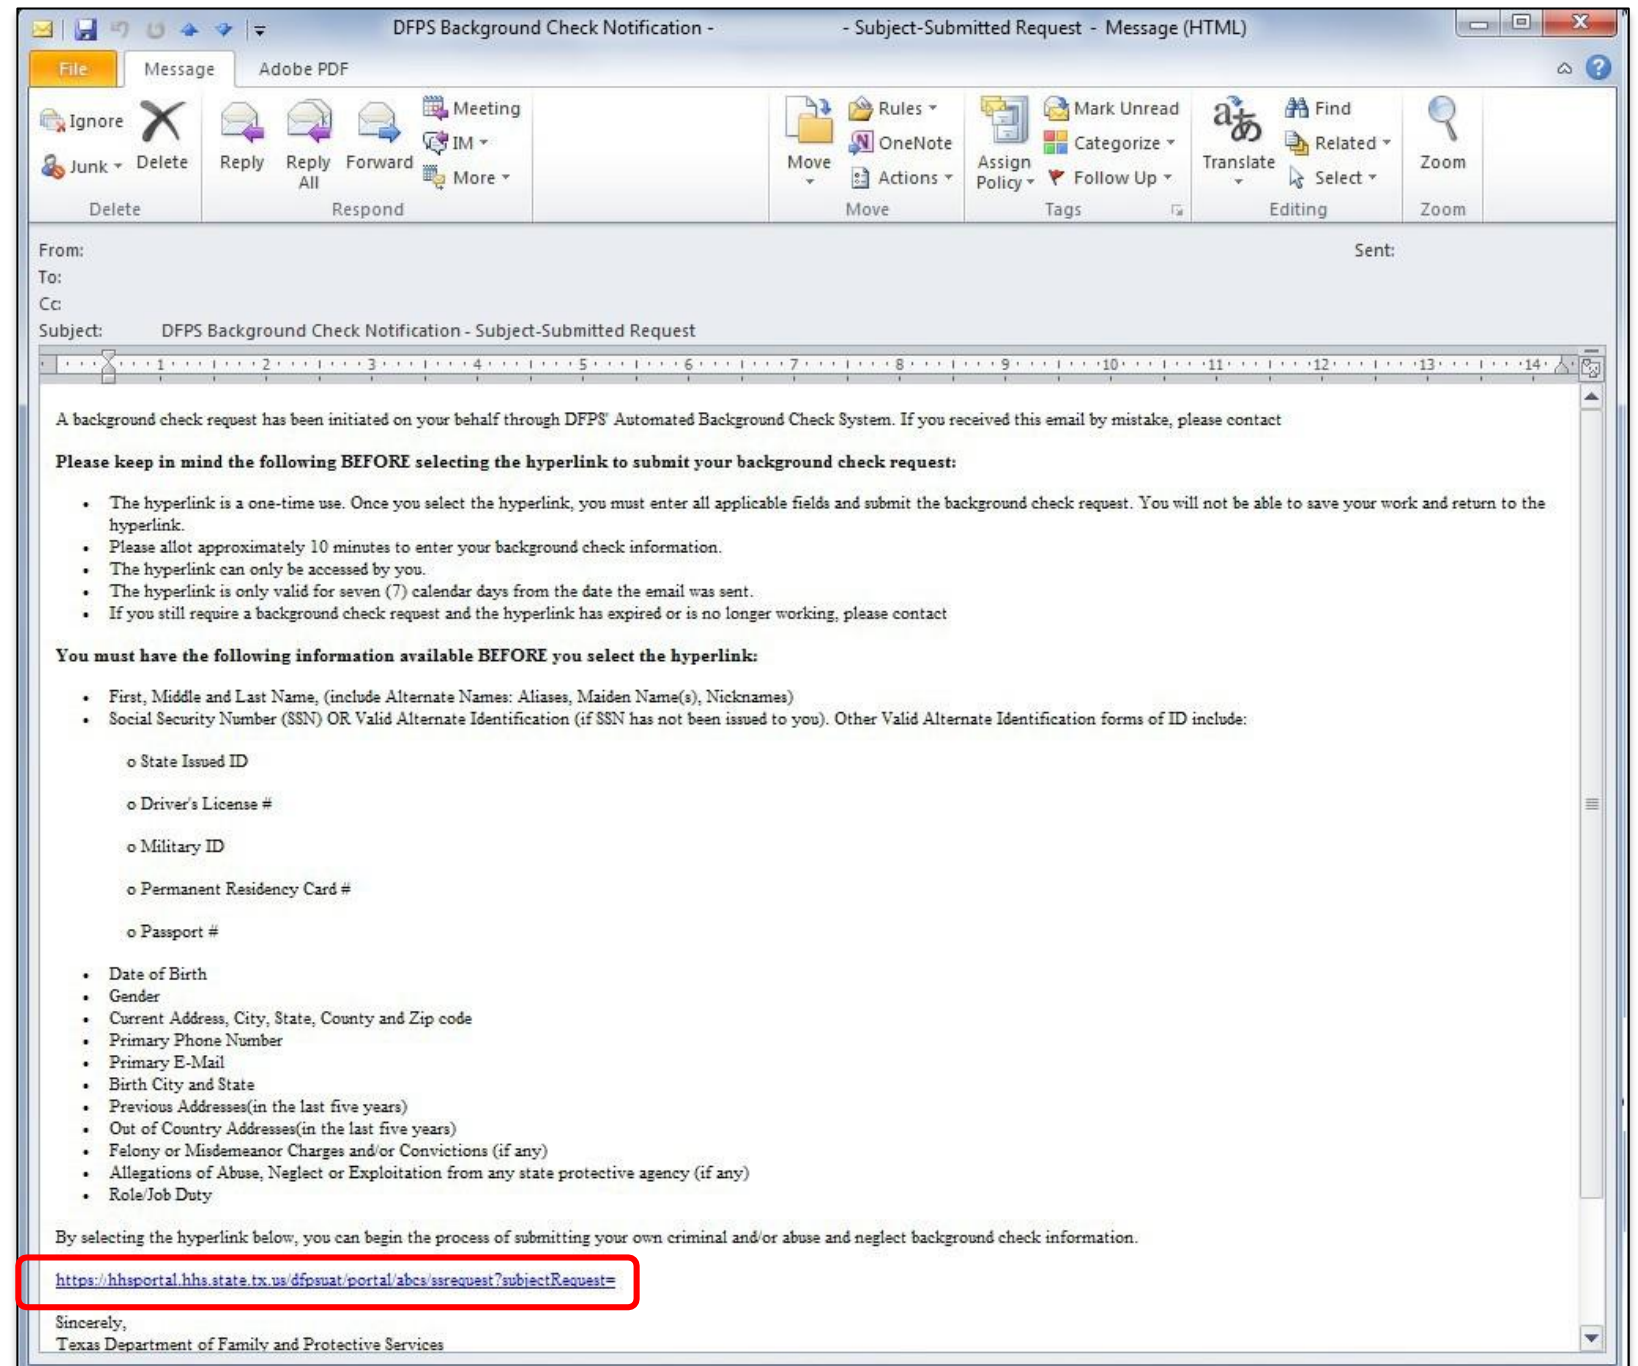 DFPS Background Check Notification - - Subject-Submitted Request - Message (HTML)
File Message Adobe PDF
Ignore
Junk
Delete
Reply
Reply All
Forward
Meeting
IM
More
Move
Rules
OneNote
Actions
Assign Policy
Mark Unread
Categorize
Follow Up
Translate
Find
Related
Select
Zoom
Delete Respond Move Tags Editing Zoom
From: Sent:
To:
Cc:
Subject: DFPS Background Check Notification - Subject-Submitted Request
1 2 3 4 5 6 7 8 9 10 11 12 13 14
A background check request has been initiated on your behalf through DFPS' Automated Background Check System. If you received this email by mistake, please contact
Please keep in mind the following BEFORE selecting the hyperlink to submit your background check request:
• The hyperlink is a one-time use. Once you select the hyperlink, you must enter all applicable fields and submit the background check request. You will not be able to save your work and return to the
hyperlink.
• Please allot approximately 10 minutes to enter your background check information.
• The hyperlink can only be accessed by you.
• The hyperlink is only valid for seven (7) calendar days from the date the email was sent.
• If you still require a background check request and the hyperlink has expired or is no longer working, please contact
You must have the following information available BEFORE you select the hyperlink:
• First, Middle and Last Name, (include Alternate Names: Aliases, Maiden Name(s), Nicknames)
• Social Security Number (SSN) OR Valid Alternate Identification (if SSN has not been issued to you). Other Valid Alternate Identification forms of ID include:
o State Issued ID
o Driver's License #
o Military ID
o Permanent Residency Card #
o Passport #
• Date of Birth
• Gender
• Current Address, City, State, County and Zip code
• Primary Phone Number
• Primary E-Mail
• Birth City and State
• Previous Addresses(in the last five years)
• Out of Country Addresses(in the last five years)
• Felony or Misdemeanor Charges and/or Convictions (if any)
• Allegations of Abuse, Neglect or Exploitation from any state protective agency (if any)
• Role/Job Duty
By selecting the hyperlink below, you can begin the process of submitting your own criminal and/or abuse and neglect background check information.
https://hhsportal.hhs.state.tx.us/dfpsuat/portal/abcs/ssrequest?subjectRequest=
Sincerely,
Texas Department of Family and Protective Services